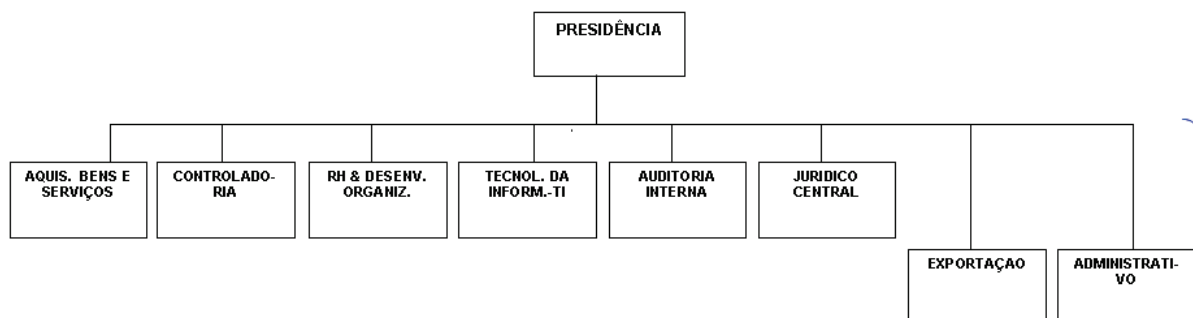 PRESIDÊNCIA
AQUIS. BENS E
SERVIÇOS
CONTROLADO-
RIA
RH & DESENV.
ORGANIZ.
TECNOL. DA
INFORM.-TI
AUDITORIA
INTERNA
JURIDICO
CENTRAL
EXPORTAÇAO
ADMINISTRATI-
VO